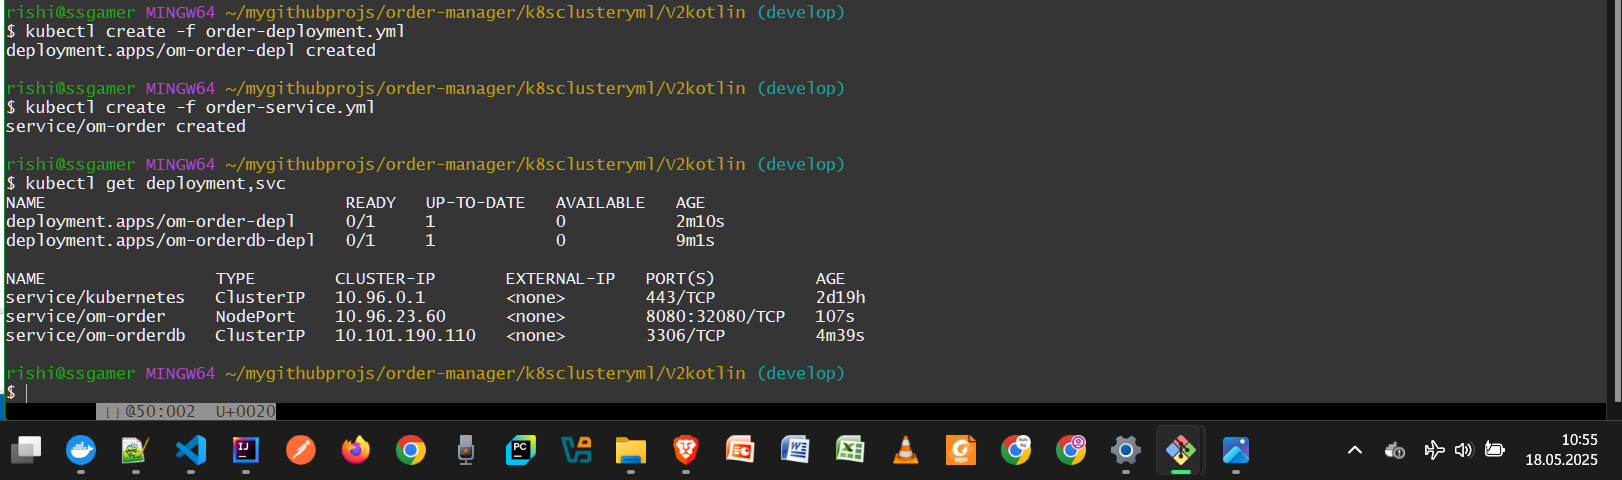 rishi@ssgamer MINGW64 ~/mygithubprojs/order-manager/k8sclusteryml/V2kotlin (develop)
$ kubectl create -f order-deployment.yml
deployment.apps/om-order-depl created
rishi@ssgamer MINGW64 ~/mygithubprojs/order-manager/k8sclusteryml/V2kotlin (develop)
$ kubectl create -f order-service.yml
service/om-order created
rishi@ssgamer MINGW64 ~/mygithubprojs/order-manager/k8sclusteryml/V2kotlin (develop)
$ kubectl get deployment,svc
NAME READY UP-TO-DATE AVAILABLE AGE
deployment.apps/om-order-depl 0/1 1 0 2m10s
deployment.apps/om-orderdb-depl 0/1 1 0 9m1s
NAME TYPE CLUSTER-IP EXTERNAL-IP PORT(S) AGE
service/kubernetes ClusterIP 10.96.0.1 <none> 443/TCP 2d19h
service/om-order NodePort 10.96.23.60 <none> 8080:32080/TCP 107s
service/om-orderdb ClusterIP 10.101.190.110 <none> 3306/TCP 4m39s
rishi@ssgamer MINGW64 ~/mygithubprojs/order-manager/k8sclusteryml/V2kotlin (develop)
$
[ ] @50:002 U+0020
10:55
18.05.2025